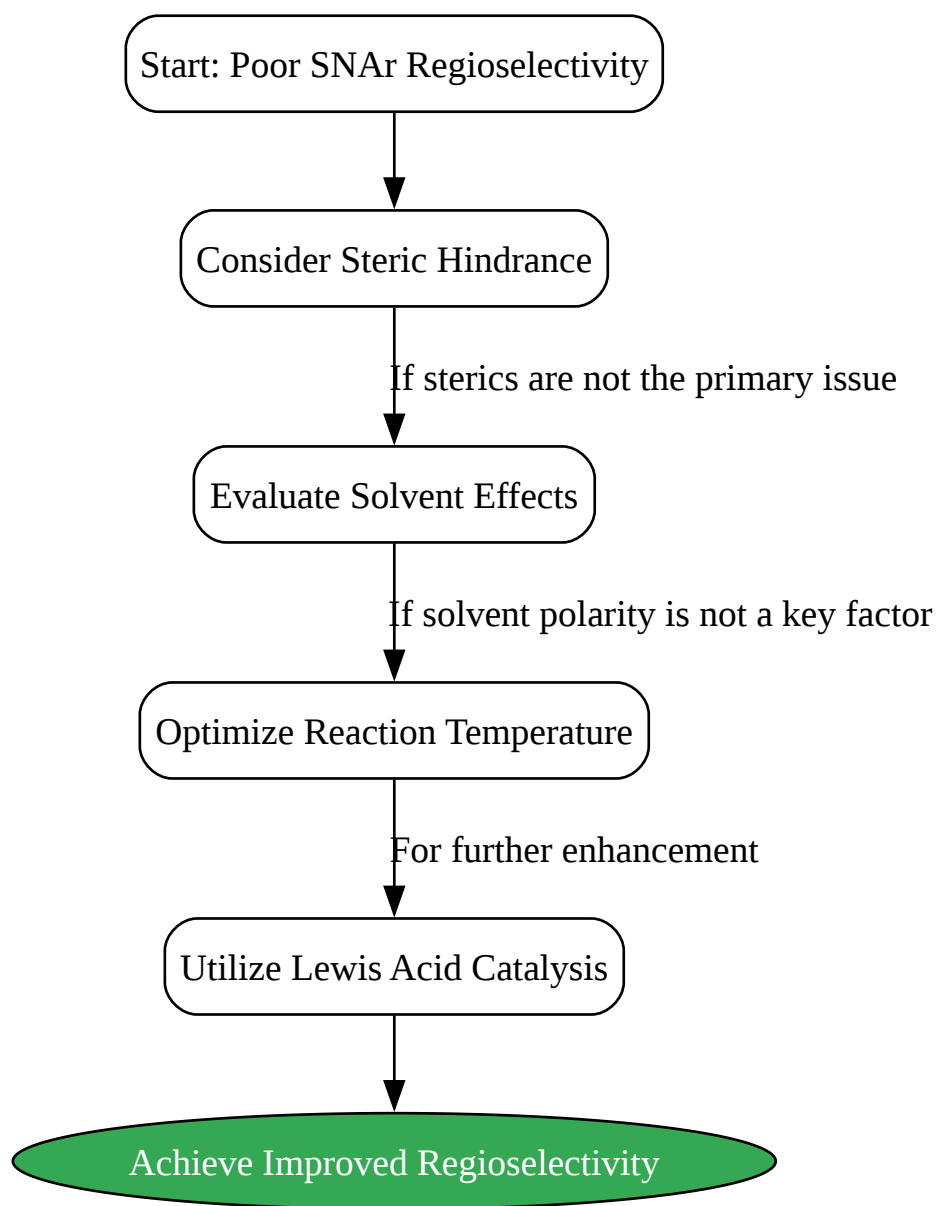 Start: Poor SNAr Regioselectivity
Consider Steric Hindrance
If sterics are not the primary issue
Evaluate Solvent Effects
If solvent polarity is not a key factor
Optimize Reaction Temperature
For further enhancement
Utilize Lewis Acid Catalysis
Achieve Improved Regioselectivity